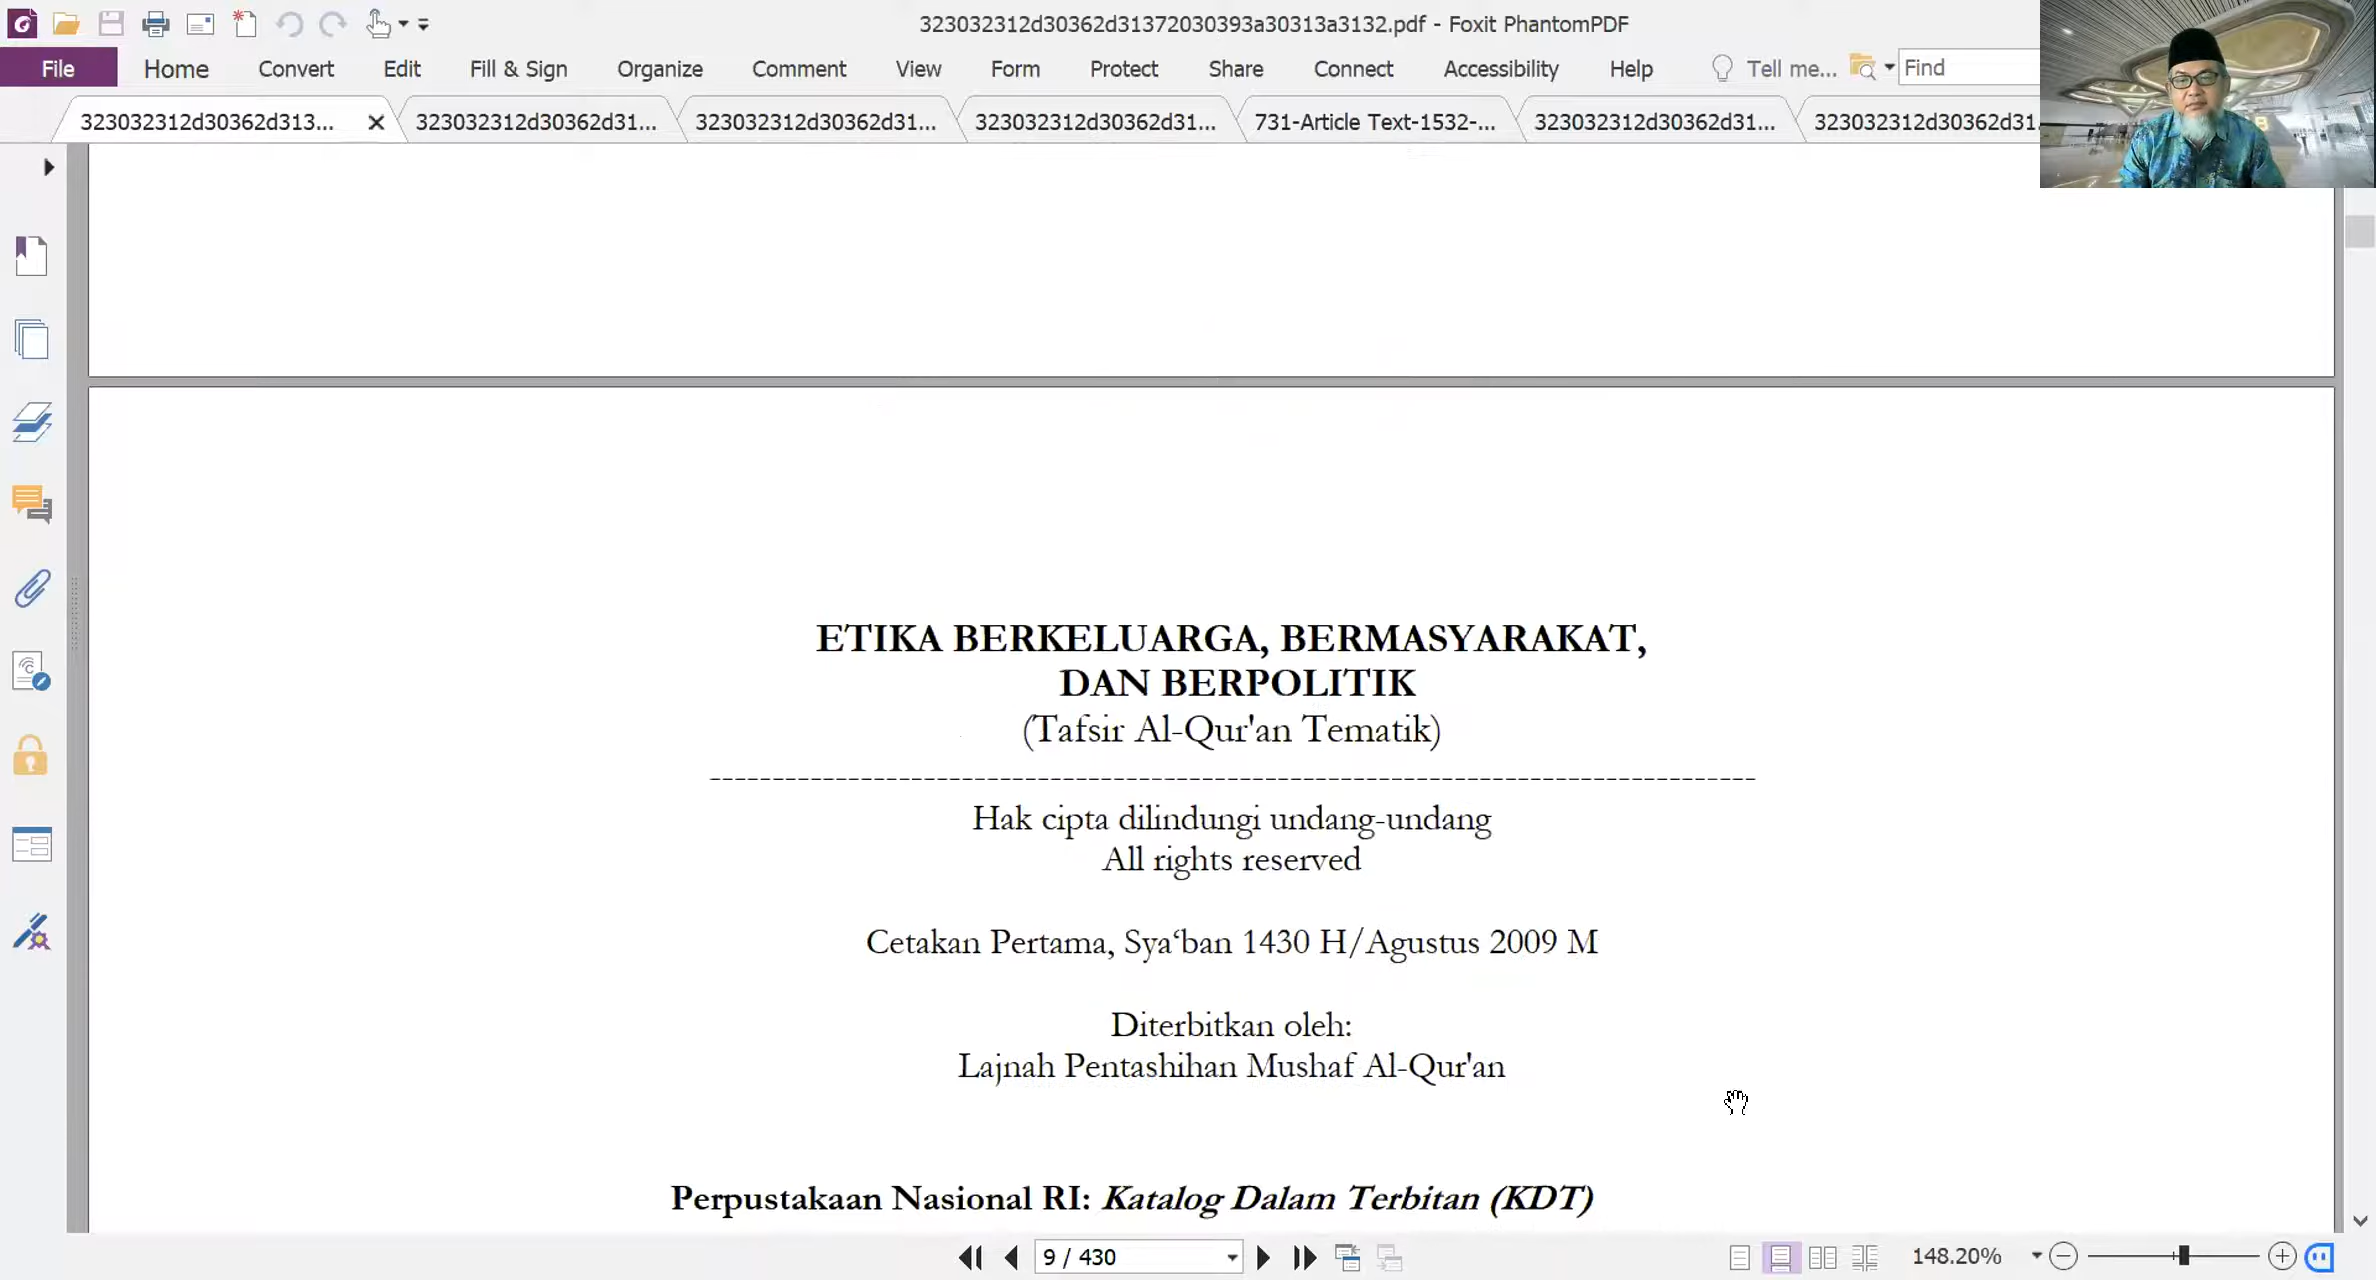 323032312d30362d31372030393a30313a3132.pdf - Foxit PhantomPDF
File Home Convert Edit Fill & Sign Organize Comment View Form Protect Share Connect Accessibility Help Tell me... Find
323032312d30362d313... 323032312d30362d31... 323032312d30362d31... 323032312d30362d31... 731-Article Text-1532-... 323032312d30362d31... 323032312d30362d31
ETIKA BERKELUARGA, BERMASYARAKAT,
DAN BERPOLITIK
(Tafsir Al-Qur'an Tematik)
Hak cipta dilindungi undang-undang
All rights reserved
Cetakan Pertama, Sya‘ban 1430 H/Agustus 2009 M
Diterbitkan oleh:
Lajnah Pentashihan Mushaf Al-Qur'an
Perpustakaan Nasional RI: Katalog Dalam Terbitan (KDT)
9 / 430 148.20%